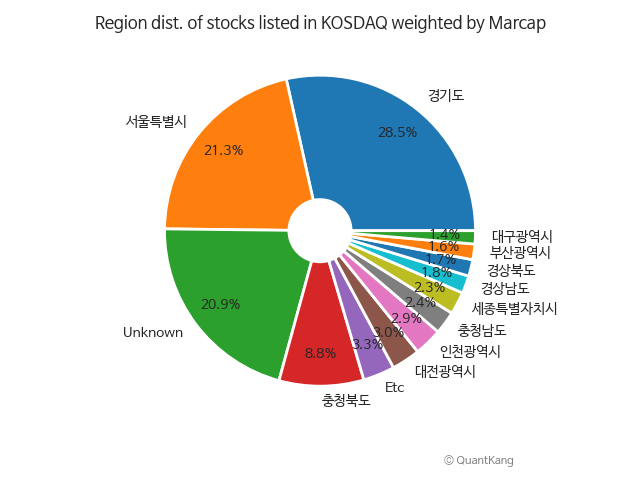 Region dist. of stocks listed in KOSDAQ weighted by Marcap
경기도
28.5%
서울특별시
21.3%
Unknown
20.9%
충청북도
8.8%
Etc
3.3%
대전광역시
3.0%
인천광역시
2.9%
충청남도
2.4%
세종특별자치시
2.3%
경상남도
1.8%
경상북도
1.7%
부산광역시
1.6%
대구광역시
1.4%
© QuantKang